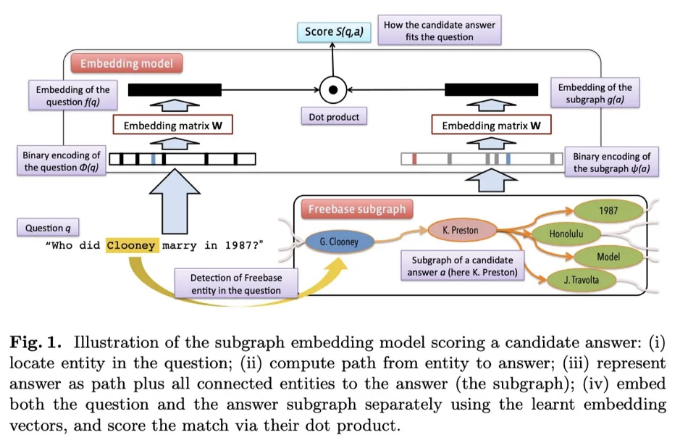 Score S(q,a)
How the candidate answer
fits the question
Embedding model
Embedding of the
question f(q)
Embedding of the
subgraph g(a)
Dot product
Embedding matrix W
Embedding matrix W
Binary encoding of
the question Φ(q)
Binary encoding of
the subgraph ψ(a)
Freebase subgraph
Question q
"Who did Clooney marry in 1987?"
G. Clooney
K. Preston
1987
Honolulu
Model
J. Travolta
Subgraph of a candidate
answer a (here K. Preston)
Detection of Freebase
entity in the question
Fig. 1. Illustration of the subgraph embedding model scoring a candidate answer: (i)
locate entity in the question; (ii) compute path from entity to answer; (iii) represent
answer as path plus all connected entities to the answer (the subgraph); (iv) embed
both the question and the answer subgraph separately using the learnt embedding
vectors, and score the match via their dot product.